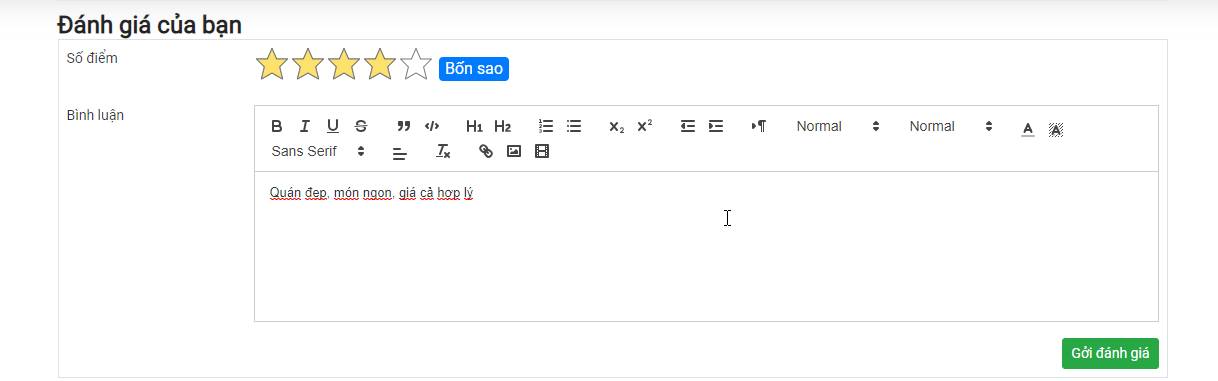 Đánh giá của bạn
Số điểm
Bốn sao
Bình luận
B I U S H1 H2 X2 X² Normal Normal A A
Sans Serif Tx
Quán đẹp, món ngon, giá cả hợp lý
Gởi đánh giá